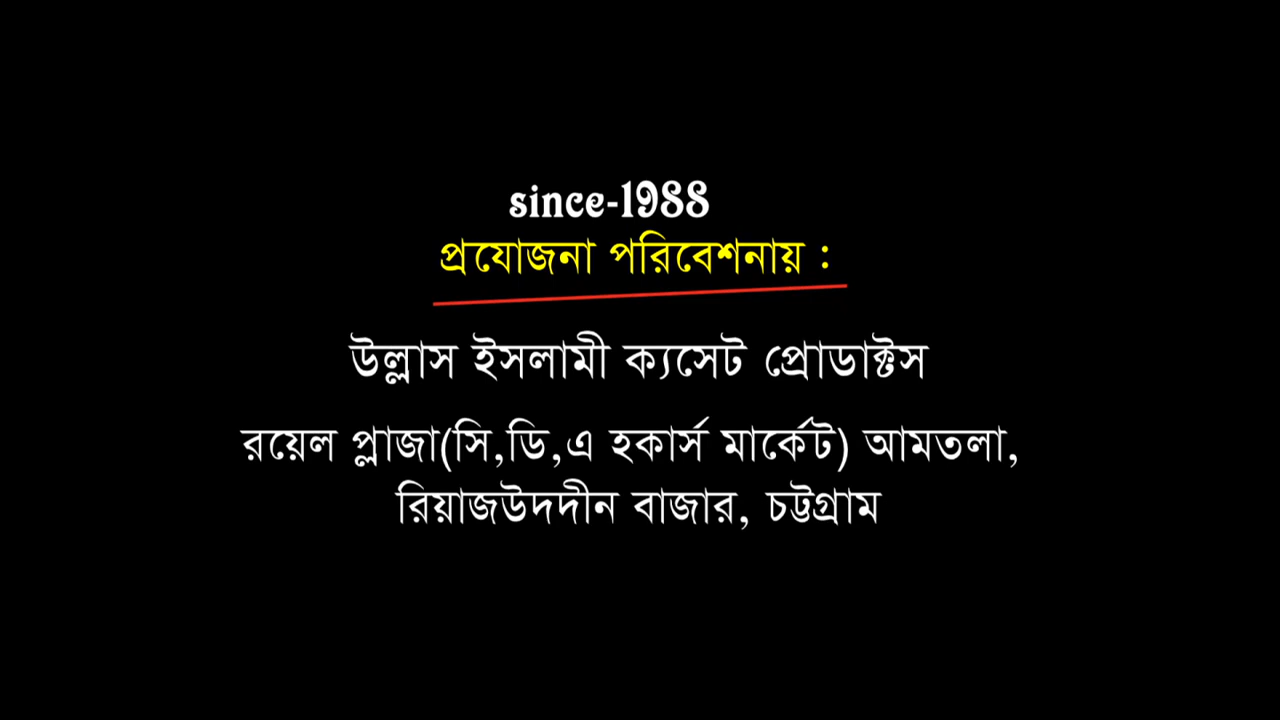 since-1988
প্রযোজনা পরিবেশনায় :
উল্লাস ইসলামী ক্যসেট প্রোডাক্টস
রয়েল প্লাজা(সি,ডি,এ হকার্স মার্কেট) আমতলা,
রিয়াজউদদীন বাজার, চট্টগ্রাম